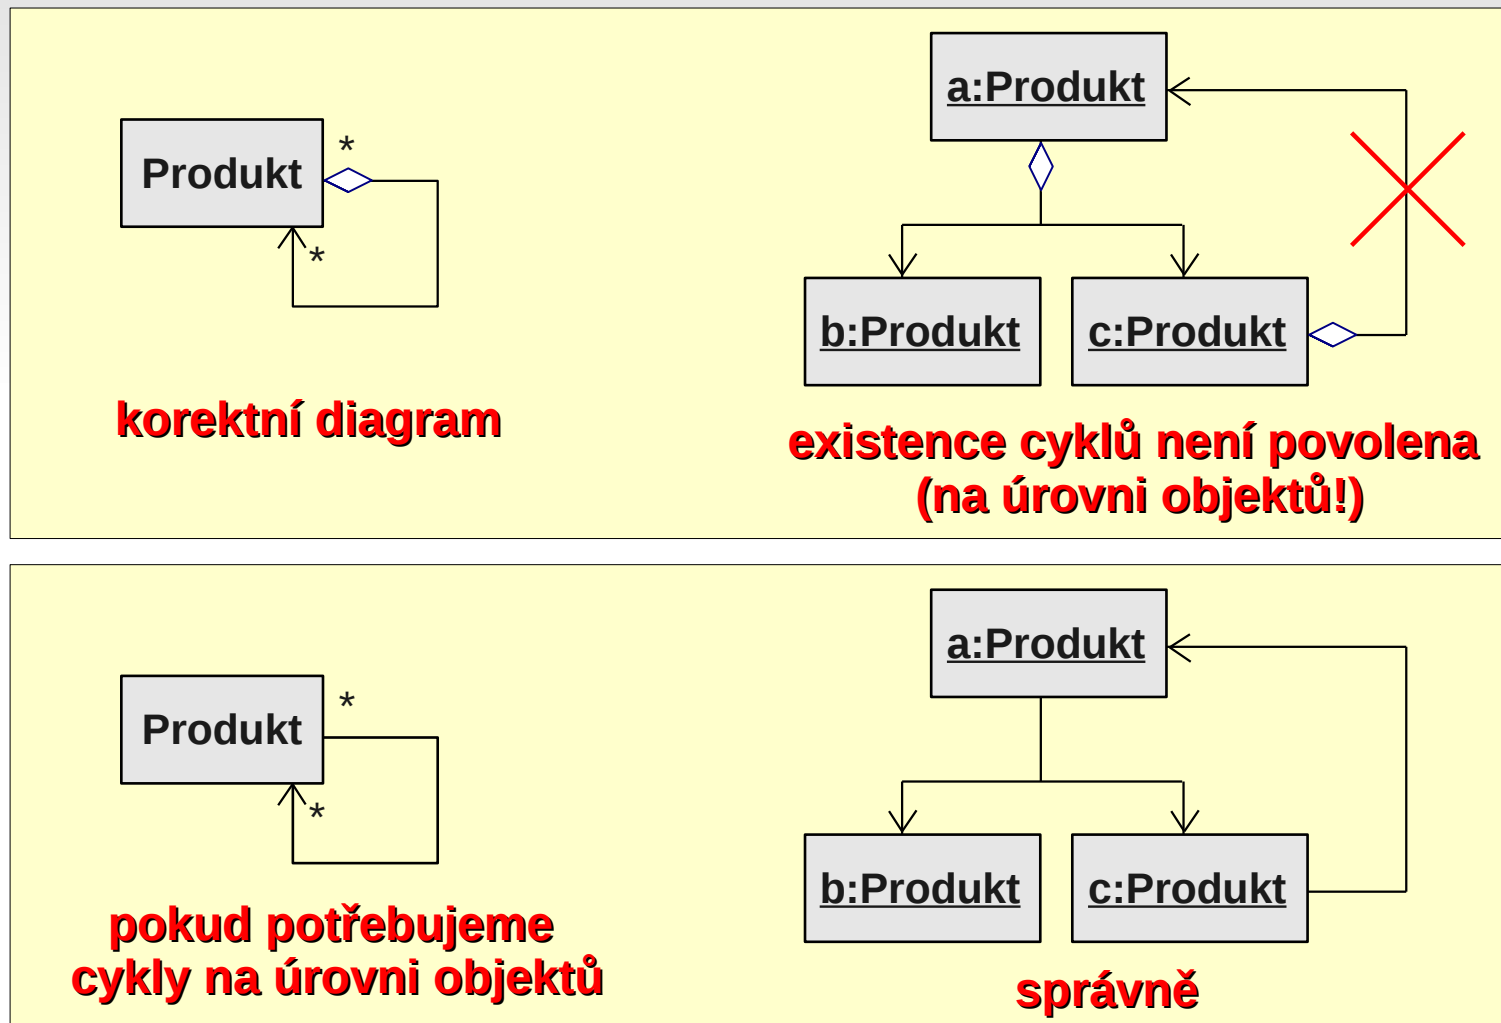 a:Produkt
*
Produkt
*
b:Produkt
c:Produkt
korektní diagram
existence cyklů není povolena
(na úrovni objektů!)
a:Produkt
*
Produkt
*
b:Produkt
c:Produkt
pokud potřebujeme
cykly na úrovni objektů
správně